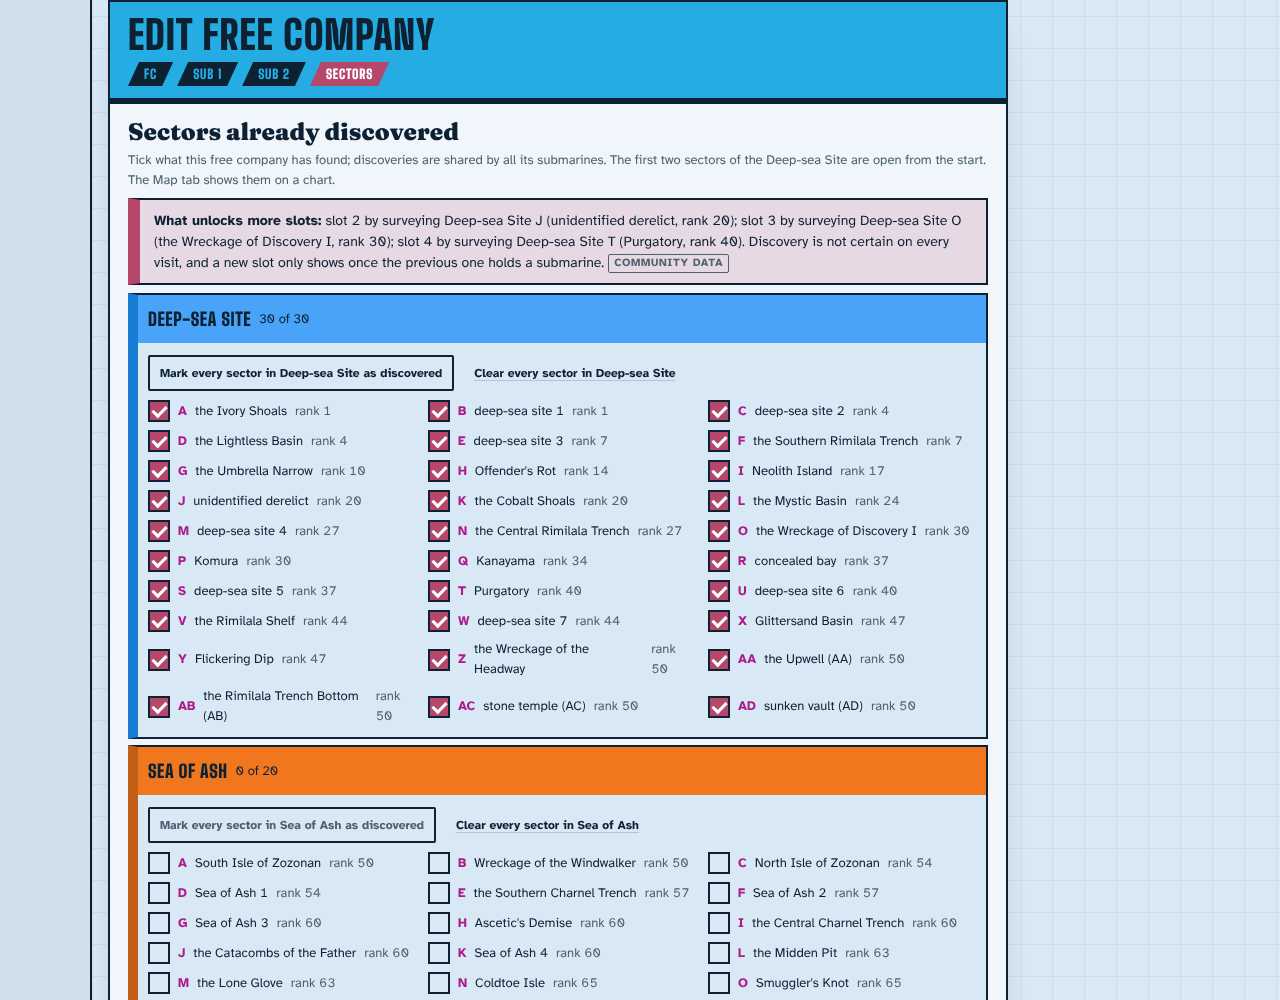 EDIT FREE COMPANY
FC SUB 1 SUB 2 SECTORS
Sectors already discovered
Tick what this free company has found; discoveries are shared by all its submarines. The first two sectors of the Deep-sea Site are open from the start.
The Map tab shows them on a chart.
What unlocks more slots: slot 2 by surveying Deep-sea Site J (unidentified derelict, rank 20); slot 3 by surveying Deep-sea Site O
(the Wreckage of Discovery I, rank 30); slot 4 by surveying Deep-sea Site T (Purgatory, rank 40). Discovery is not certain on every
visit, and a new slot only shows once the previous one holds a submarine. COMMUNITY DATA
DEEP-SEA SITE 30 of 30
Mark every sector in Deep-sea Site as discovered Clear every sector in Deep-sea Site
A the Ivory Shoals rank 1 B deep-sea site 1 rank 1 C deep-sea site 2 rank 4
D the Lightless Basin rank 4 E deep-sea site 3 rank 7 F the Southern Rimilala Trench rank 7
G the Umbrella Narrow rank 10 H Offender's Rot rank 14 I Neolith Island rank 17
J unidentified derelict rank 20 K the Cobalt Shoals rank 20 L the Mystic Basin rank 24
M deep-sea site 4 rank 27 N the Central Rimilala Trench rank 27 O the Wreckage of Discovery I rank 30
P Komura rank 30 Q Kanayama rank 34 R concealed bay rank 37
S deep-sea site 5 rank 37 T Purgatory rank 40 U deep-sea site 6 rank 40
V the Rimilala Shelf rank 44 W deep-sea site 7 rank 44 X Glittersand Basin rank 47
Y Flickering Dip rank 47 Z the Wreckage of the Headway rank 50 AA the Upwell (AA) rank 50
AB the Rimilala Trench Bottom (AB) rank 50 AC stone temple (AC) rank 50 AD sunken vault (AD) rank 50
SEA OF ASH 0 of 20
Mark every sector in Sea of Ash as discovered Clear every sector in Sea of Ash
A South Isle of Zozonan rank 50 B Wreckage of the Windwalker rank 50 C North Isle of Zozonan rank 54
D Sea of Ash 1 rank 54 E the Southern Charnel Trench rank 57 F Sea of Ash 2 rank 57
G Sea of Ash 3 rank 60 H Ascetic's Demise rank 60 I the Central Charnel Trench rank 60
J the Catacombs of the Father rank 60 K Sea of Ash 4 rank 60 L the Midden Pit rank 63
M the Lone Glove rank 63 N Coldtoe Isle rank 65 O Smuggler's Knot rank 65